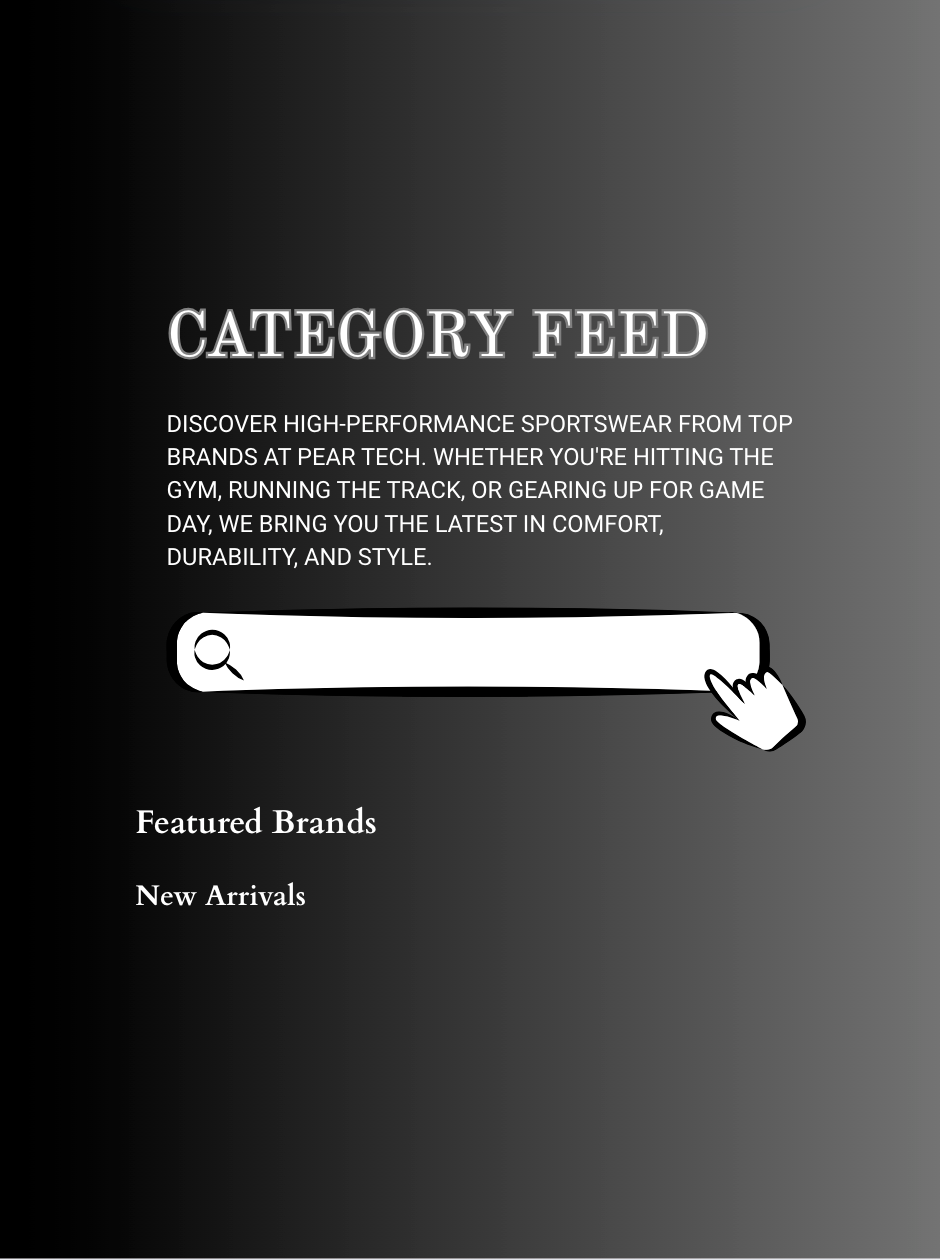 CATEGORY FEED
DISCOVER HIGH-PERFORMANCE SPORTSWEAR FROM TOP
BRANDS AT PEAR TECH. WHETHER YOU'RE HITTING THE
GYM, RUNNING THE TRACK, OR GEARING UP FOR GAME
DAY, WE BRING YOU THE LATEST IN COMFORT,
DURABILITY, AND STYLE.
Featured Brands
New Arrivals